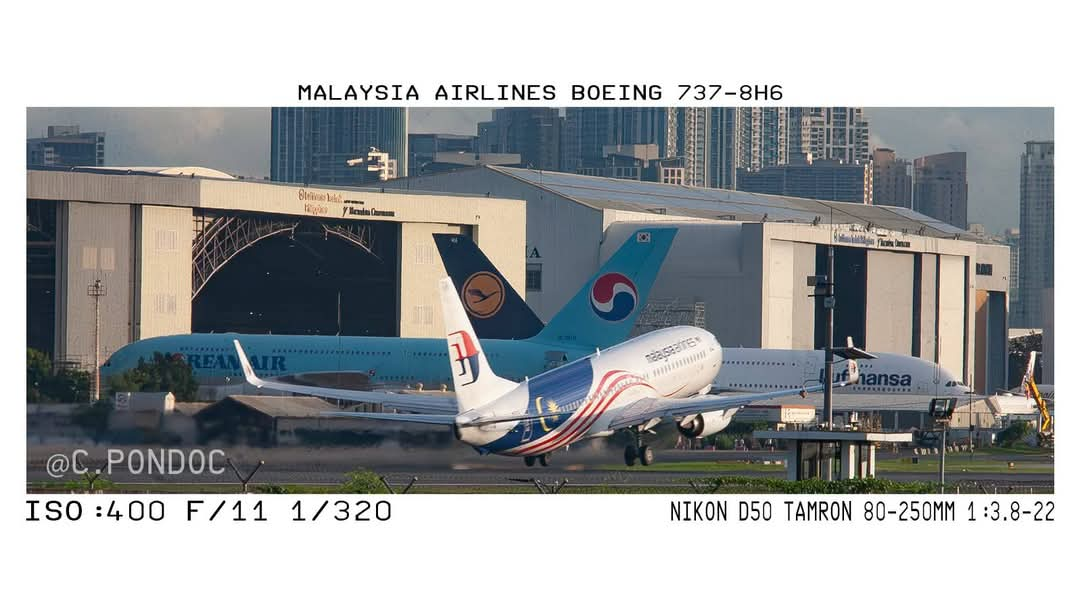 MALAYSIA AIRLINES BOEING 737-8H6
KOREAN AIR
malaysia airlines
Lufthansa
@C.PONDOC
ISO:400 F/11 1/320
NIKON D50 TAMRON 80-250MM 1:3.8-22